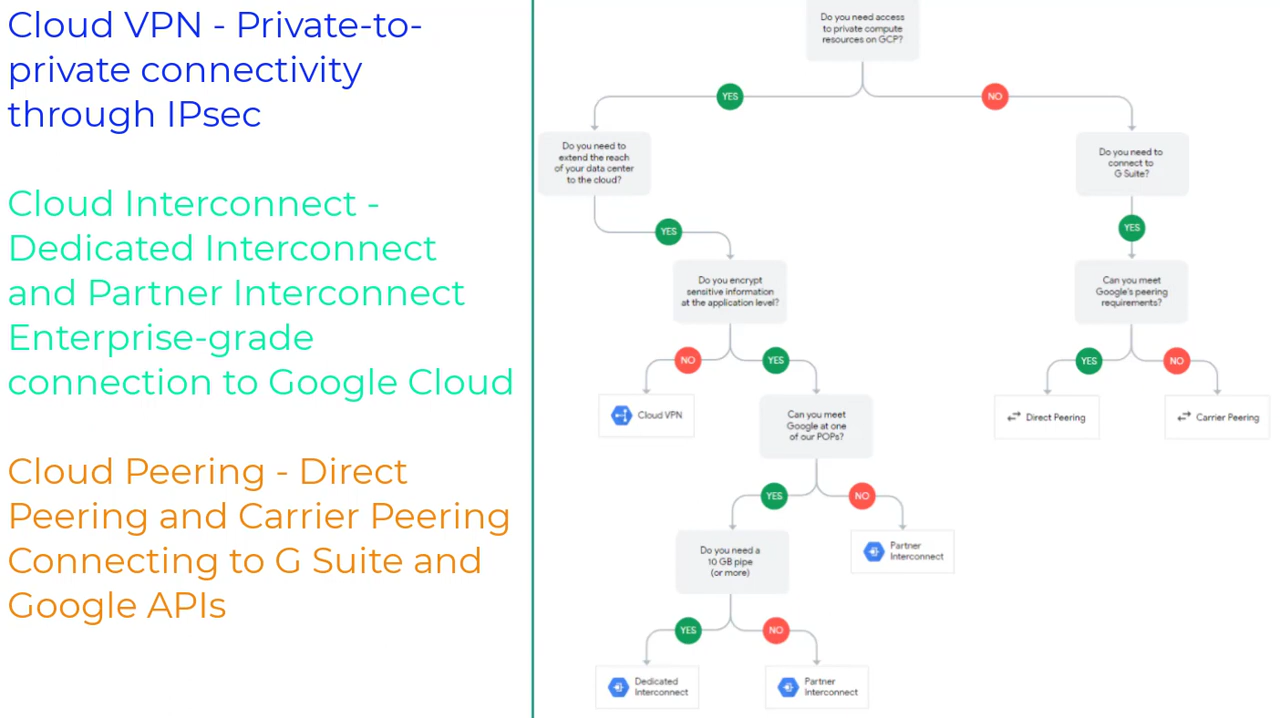 Cloud VPN - Private-to-
private connectivity
through IPsec
Cloud Interconnect -
Dedicated Interconnect
and Partner Interconnect
Enterprise-grade
connection to Google Cloud
Cloud Peering - Direct
Peering and Carrier Peering
Connecting to G Suite and
Google APIs
Do you need access
to private compute
resources on GCP?
YES
NO
Do you need to
extend the reach
of your data center
to the cloud?
Do you need to
connect to
G Suite?
YES
YES
Do you encrypt
sensitive information
at the application level?
Can you meet
Google's peering
requirements?
NO
YES
YES
NO
Cloud VPN
Can you meet
Google at one
of our POPs?
Direct Peering
Carrier Peering
YES
NO
Do you need a
10 GB pipe
(or more)
Partner
Interconnect
YES
NO
Dedicated
Interconnect
Partner
Interconnect